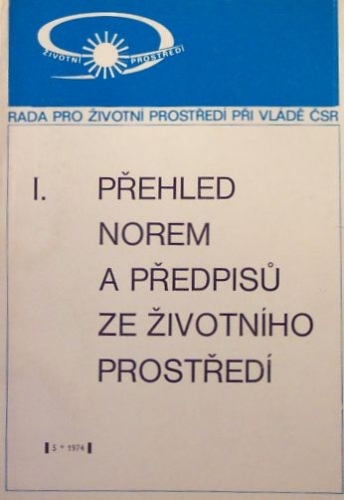 ŽIVOTNÍ PROSTŘEDÍ
RADA PRO ŽIVOTNÍ PROSTŘEDÍ PŘI VLÁDĚ ČSR
I. PŘEHLED
NOREM
A PŘEDPISŮ
ZE ŽIVOTNÍHO
PROSTŘEDÍ
5 * 1974